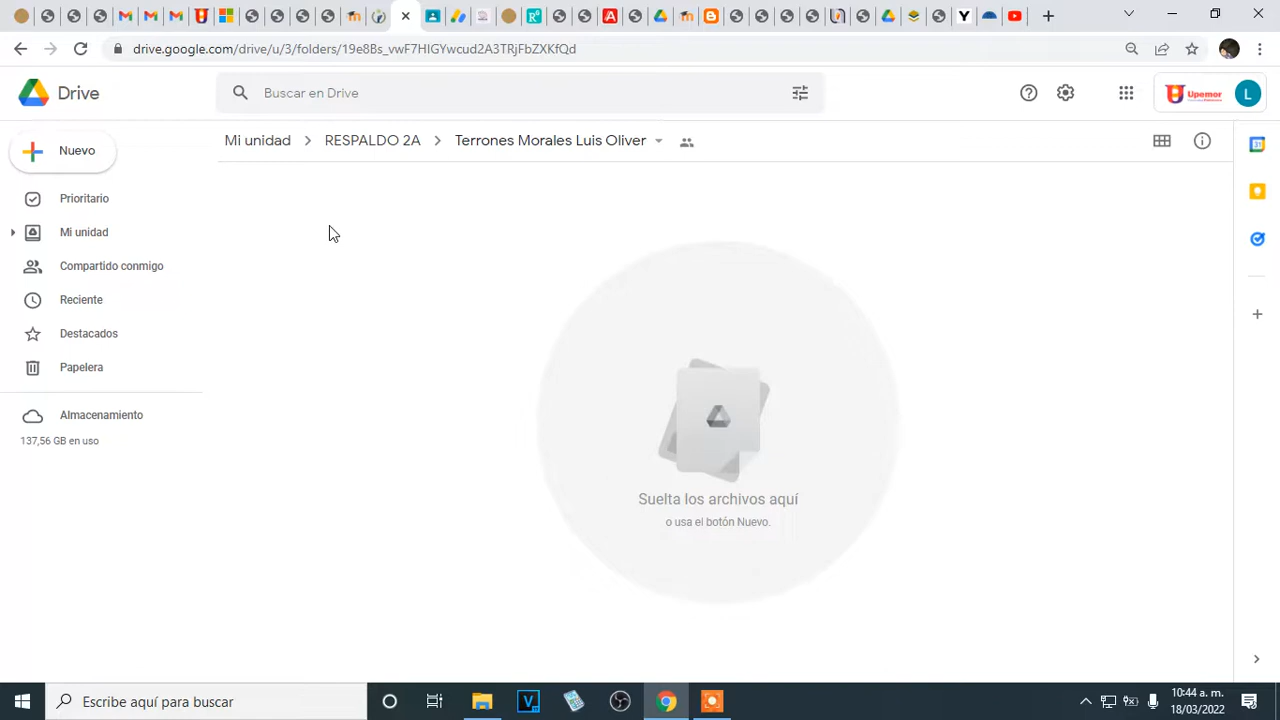 drive.google.com/drive/u/3/folders/19e8Bs_vwF7HIGYwcud2A3TRjFbZXKfQd
Drive
Buscar en Drive
Upemor
L
Nuevo
Mi unidad
RESPALDO 2A
Terrones Morales Luis Oliver
Prioritario
Mi unidad
Compartido conmigo
Reciente
Destacados
Papelera
Almacenamiento
137,56 GB en uso
Suelta los archivos aquí
o usa el botón Nuevo.
Escribe aquí para buscar
10:44 a. m.
18/03/2022